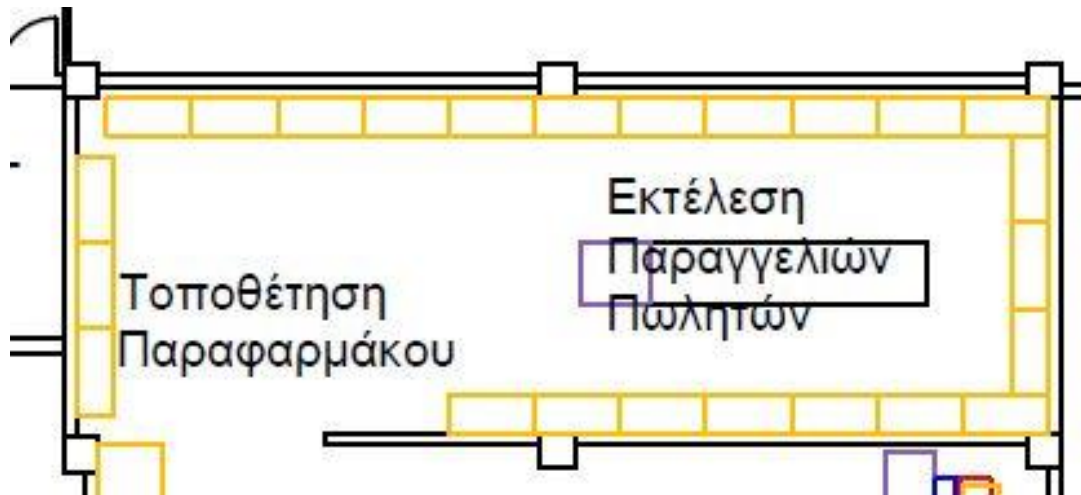 Εκτέλεση
Παραγγελιών
Πωλητών
Τοποθέτηση
Παραφαρμάκου